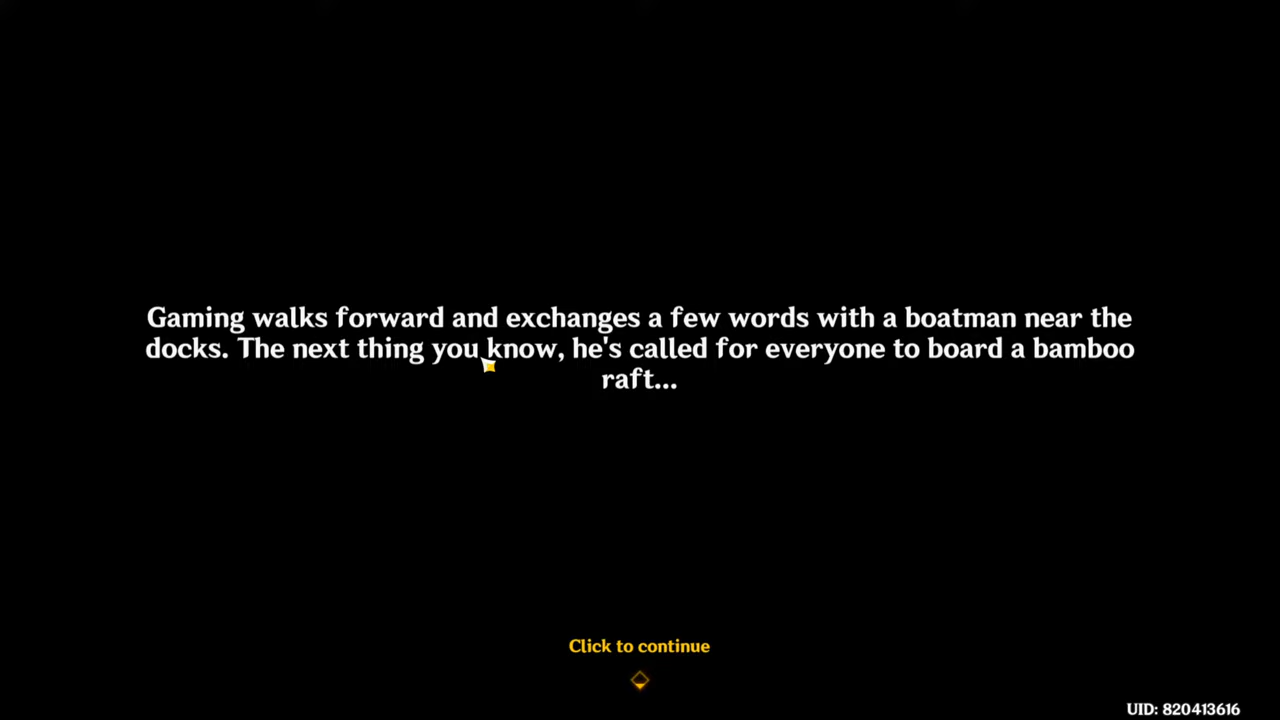 Gaming walks forward and exchanges a few words with a boatman near the
docks. The next thing you know, he's called for everyone to board a bamboo
raft...
Click to continue
UID: 820413616